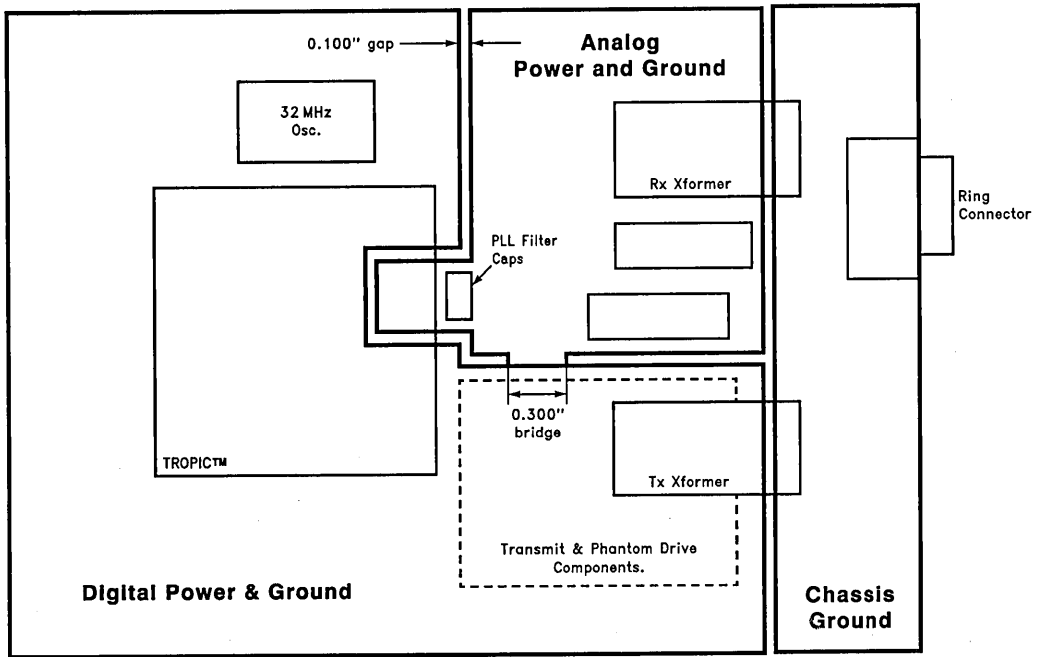 0.100" gap
Analog
Power and Ground
32 MHz
Osc.
Rx Xformer
Ring
Connector
PLL Filter
Caps
0.300"
bridge
TROPIC™
Tx Xformer
Transmit & Phantom Drive
Components.
Digital Power & Ground
Chassis
Ground